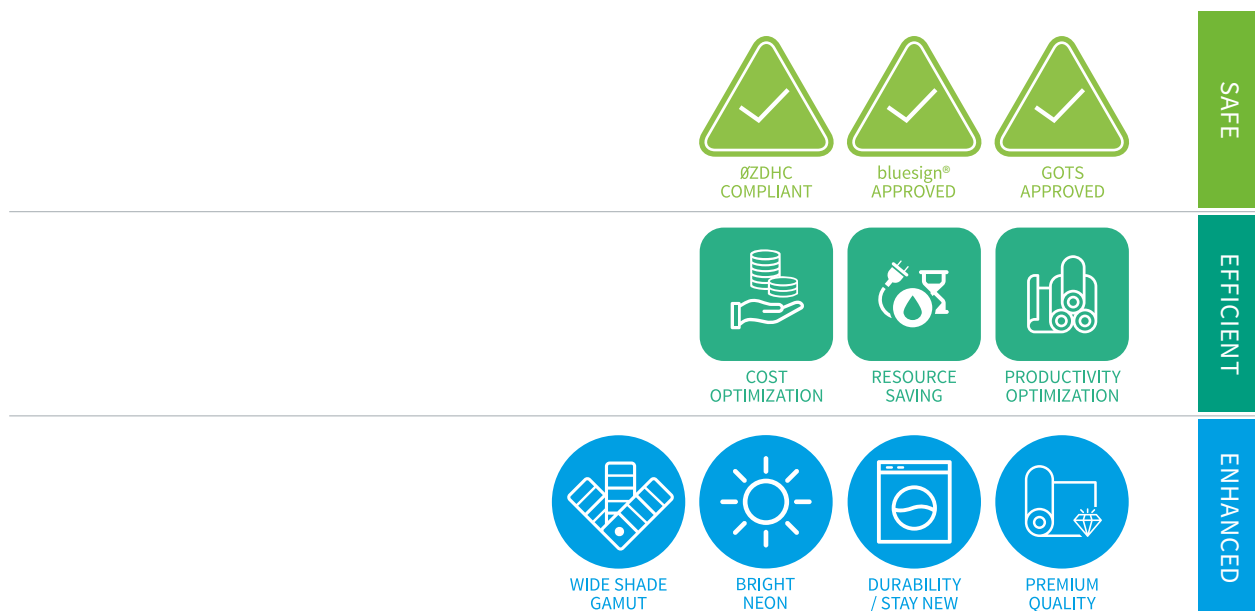 ØZDHC
COMPLIANT
bluesign®
APPROVED
GOTS
APPROVED
SAFE
COST
OPTIMIZATION
RESOURCE
SAVING
PRODUCTIVITY
OPTIMIZATION
EFFICIENT
WIDE SHADE
GAMUT
BRIGHT
NEON
DURABILITY
/ STAY NEW
PREMIUM
QUALITY
ENHANCED